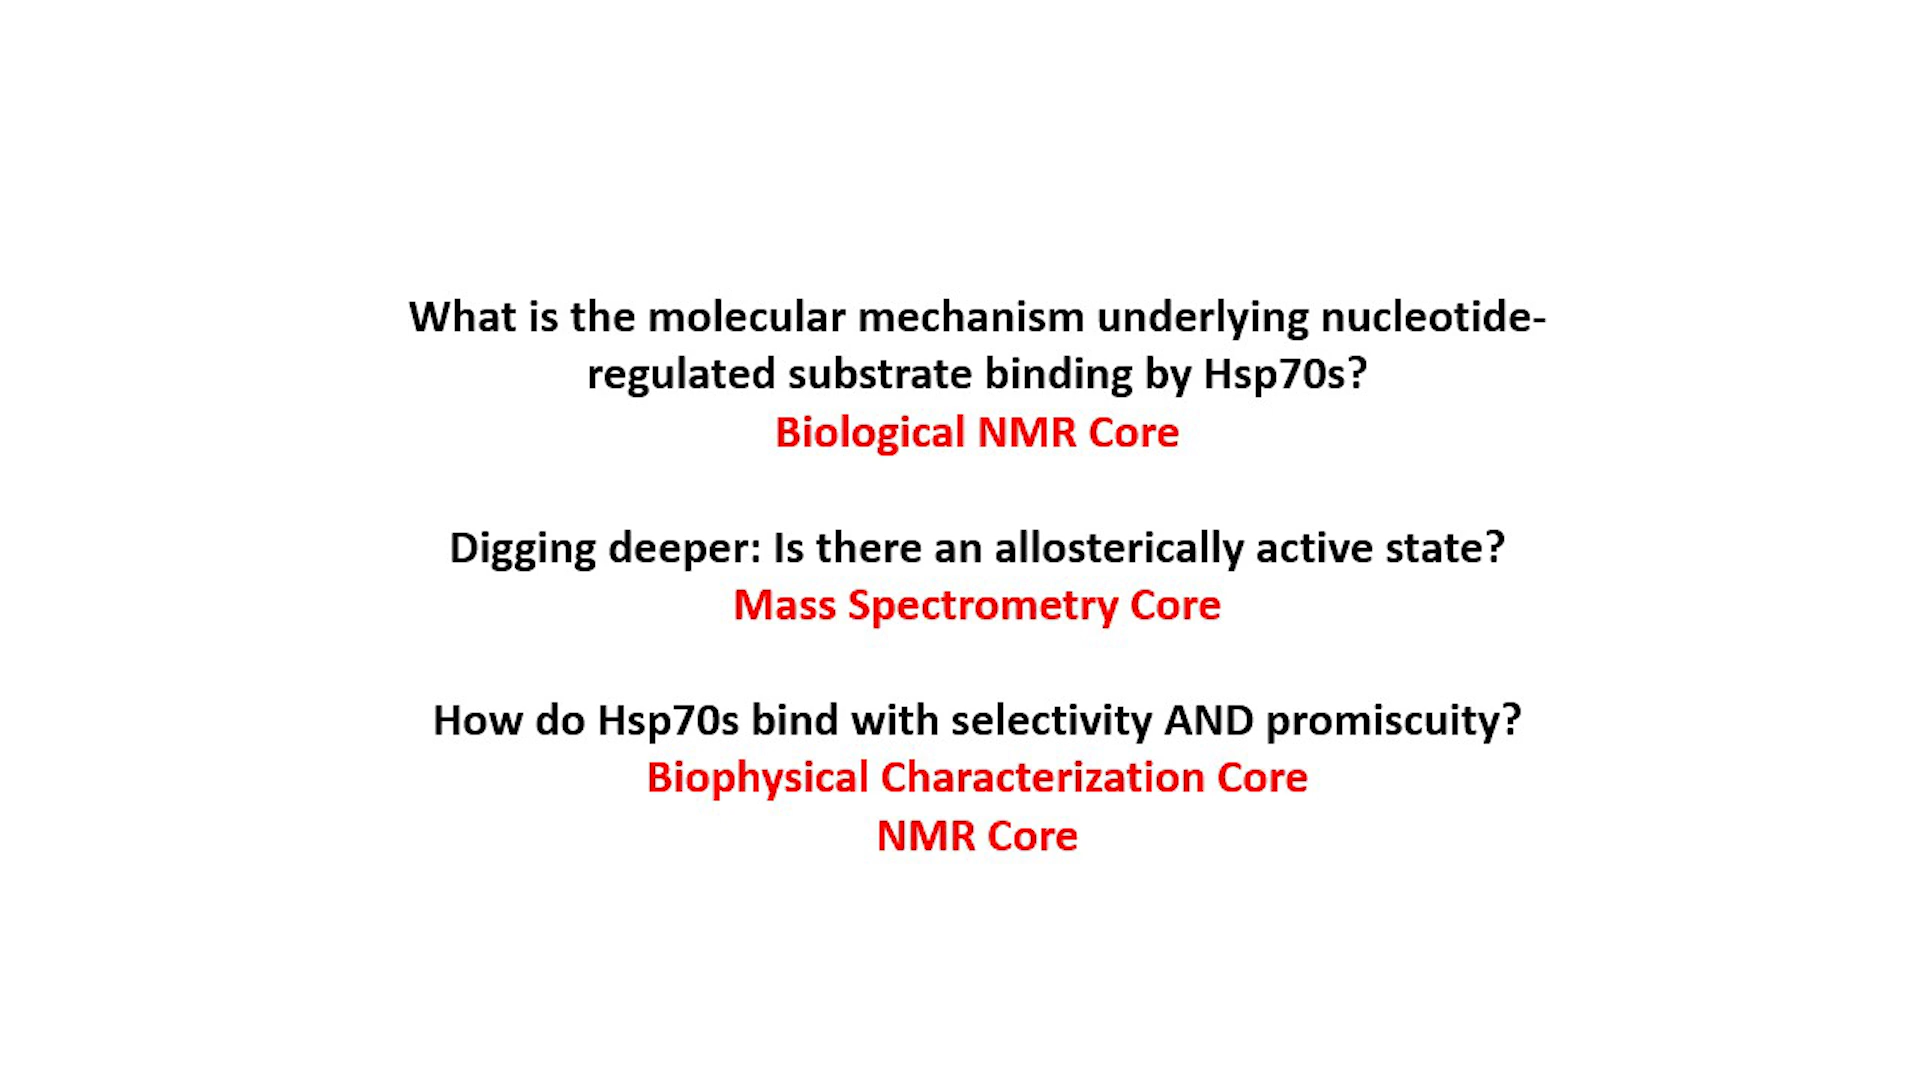 What is the molecular mechanism underlying nucleotide-
regulated substrate binding by Hsp70s?
Biological NMR Core
Digging deeper: Is there an allosterically active state?
Mass Spectrometry Core
How do Hsp70s bind with selectivity AND promiscuity?
Biophysical Characterization Core
NMR Core